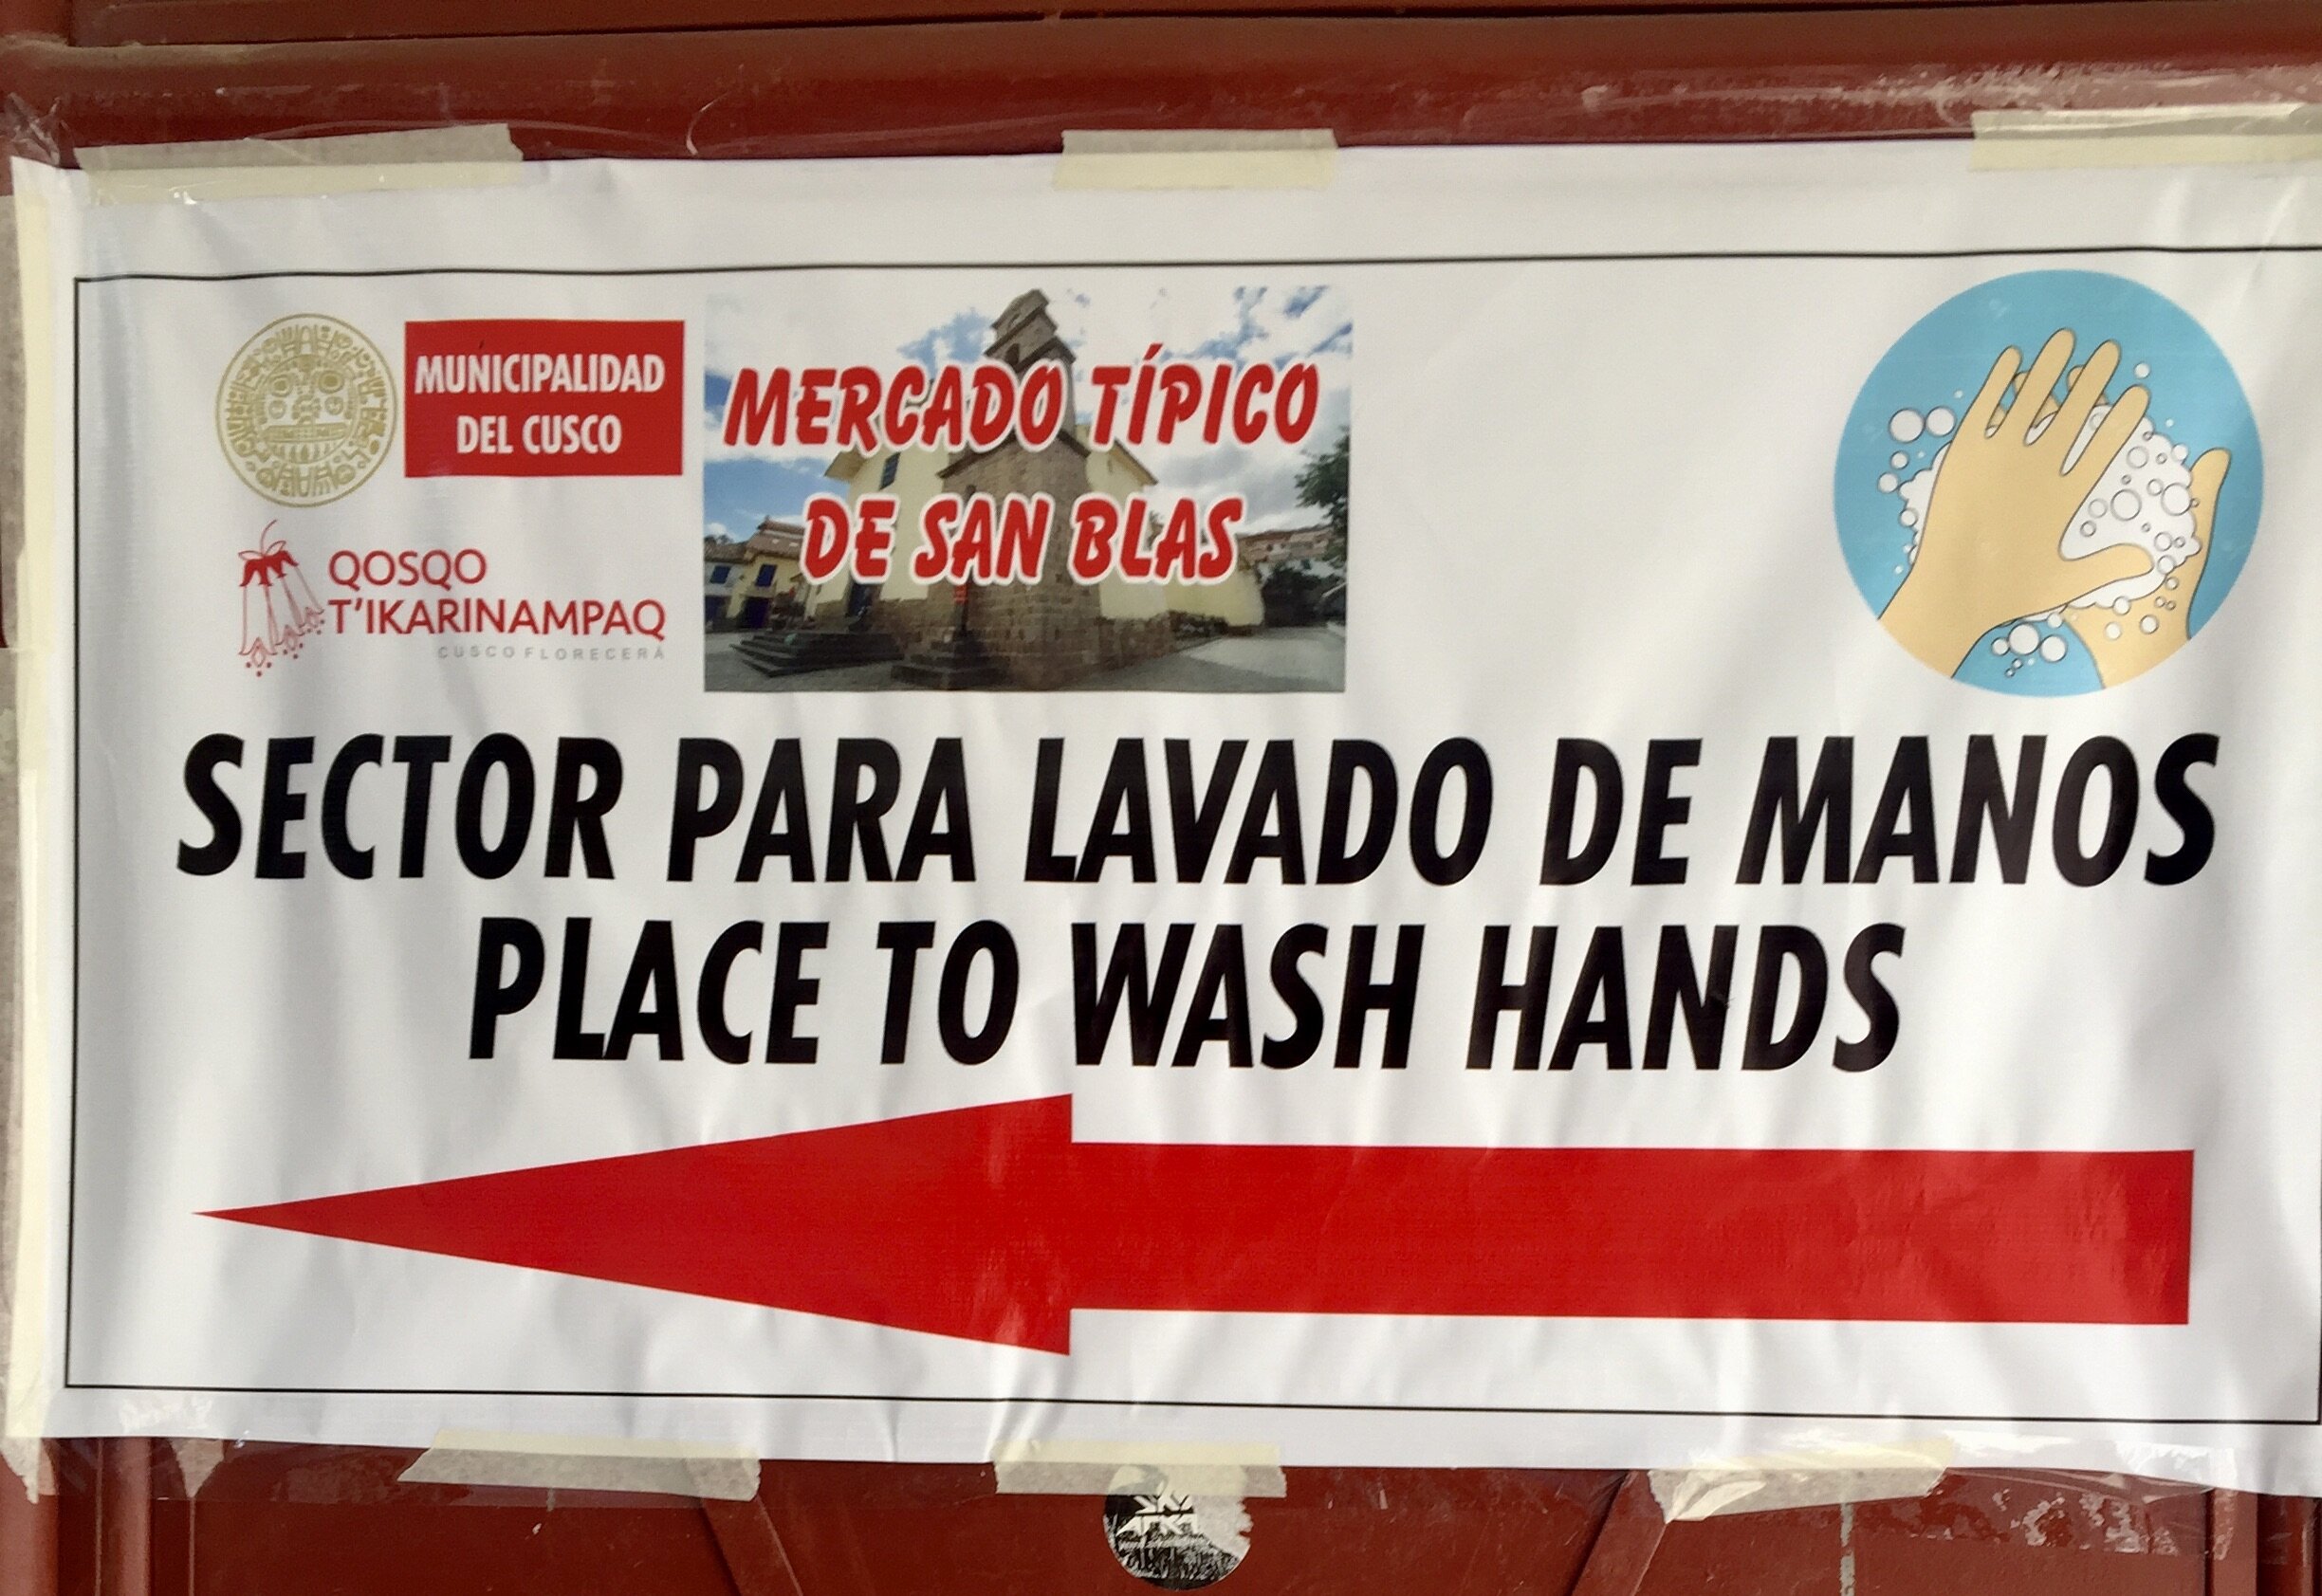 MUNICIPALIDAD
DEL CUSCO
QOSQO
T'IKARINAMPAQ
CUSCO FLORECERÁ
MERCADO TÍPICO
DE SAN BLAS
SECTOR PARA LAVADO DE MANOS
PLACE TO WASH HANDS